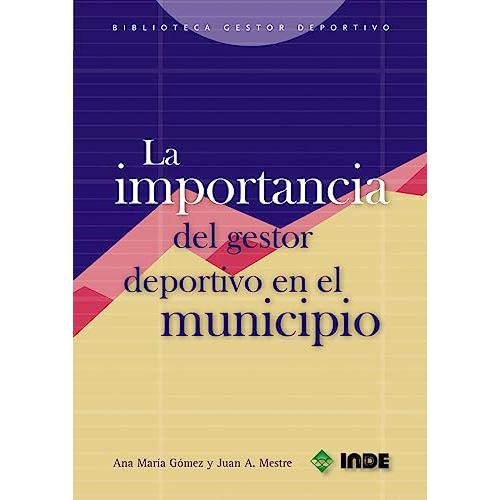 BIBLIOTECA GESTOR DEPORTIVO
La
importancia
del gestor
deportivo en el
municipio
Ana María Gómez y Juan A. Mestre
INDE